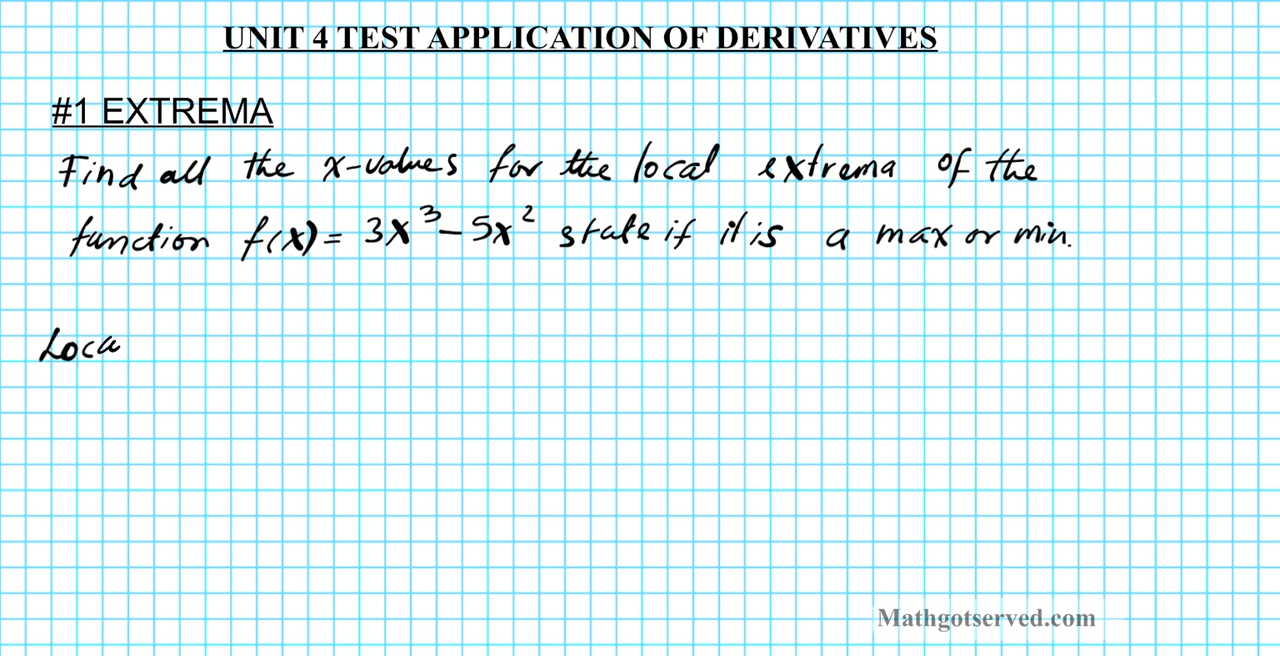 UNIT 4 TEST APPLICATION OF DERIVATIVES
#1 EXTREMA
Find all the x-values for the local extrema of the
function f(x) = 3x³ - 5x² state if it is a max or min.
Loca
Mathgotserved.com